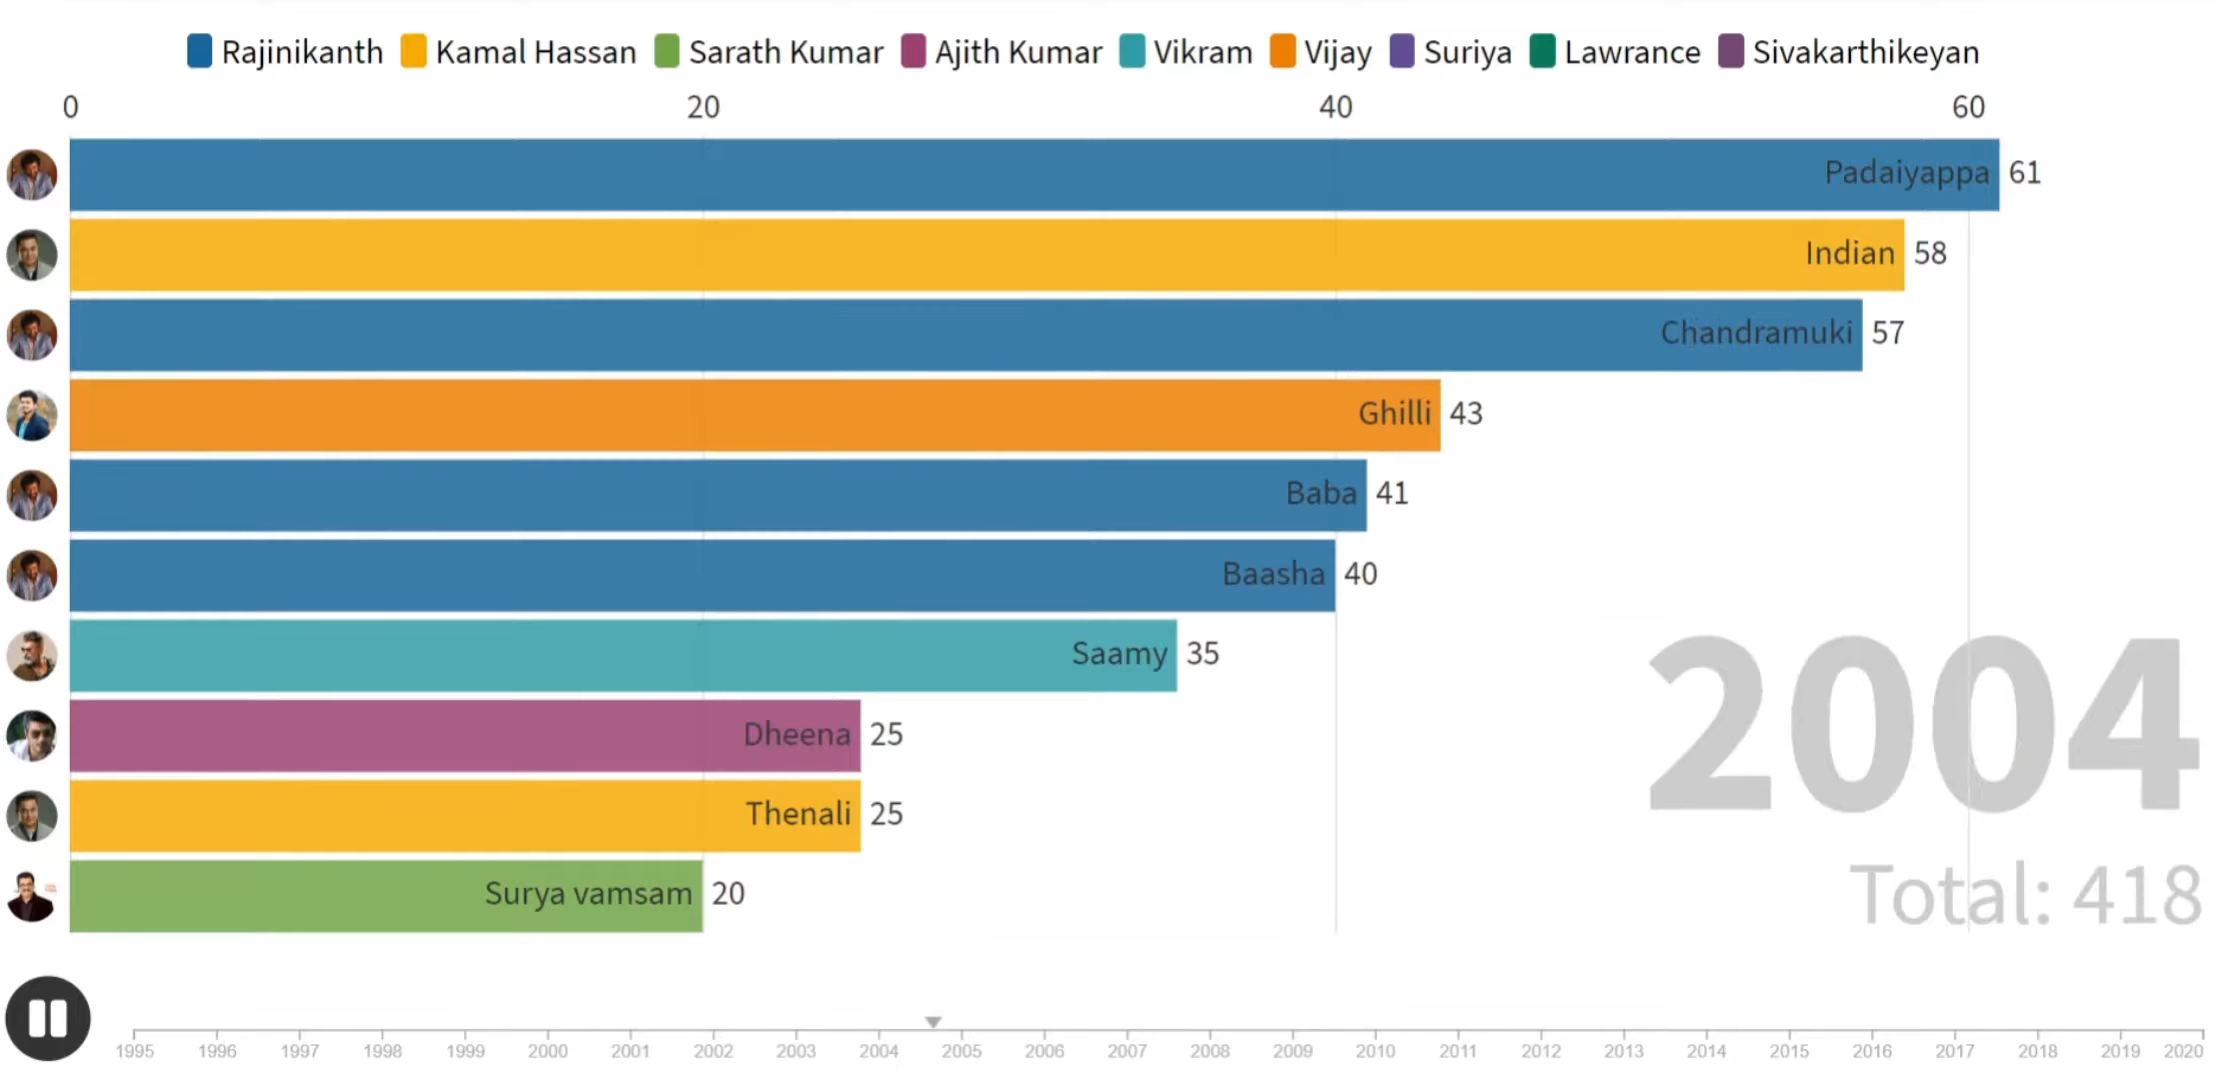 Rajinikanth Kamal Hassan Sarath Kumar Ajith Kumar Vikram Vijay Suriya Lawrance Sivakarthikeyan
0 20 40 60
Padaiyappa 61
Indian 58
Chandramuki 57
Ghilli 43
Baba 41
Baasha 40
Saamy 35
Dheena 25
Thenali 25
Surya vamsam 20
2004
Total: 418
1995 1996 1997 1998 1999 2000 2001 2002 2003 2004 2005 2006 2007 2008 2009 2010 2011 2012 2013 2014 2015 2016 2017 2018 2019 2020